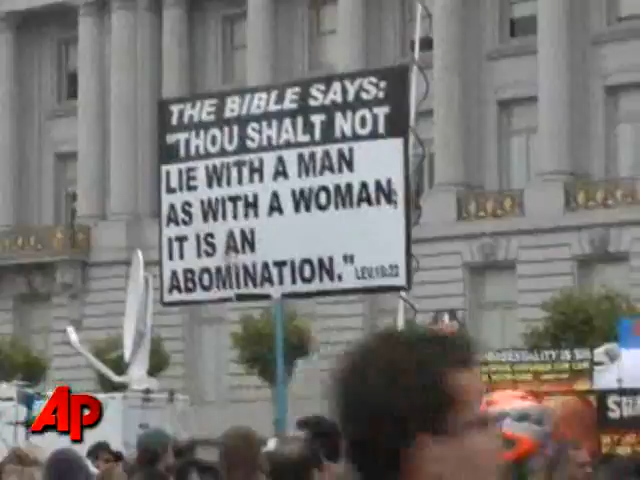 THE BIBLE SAYS:
"THOU SHALT NOT
LIE WITH A MAN
AS WITH A WOMAN;
IT IS AN
ABOMINATION." LEV.18:22
AP